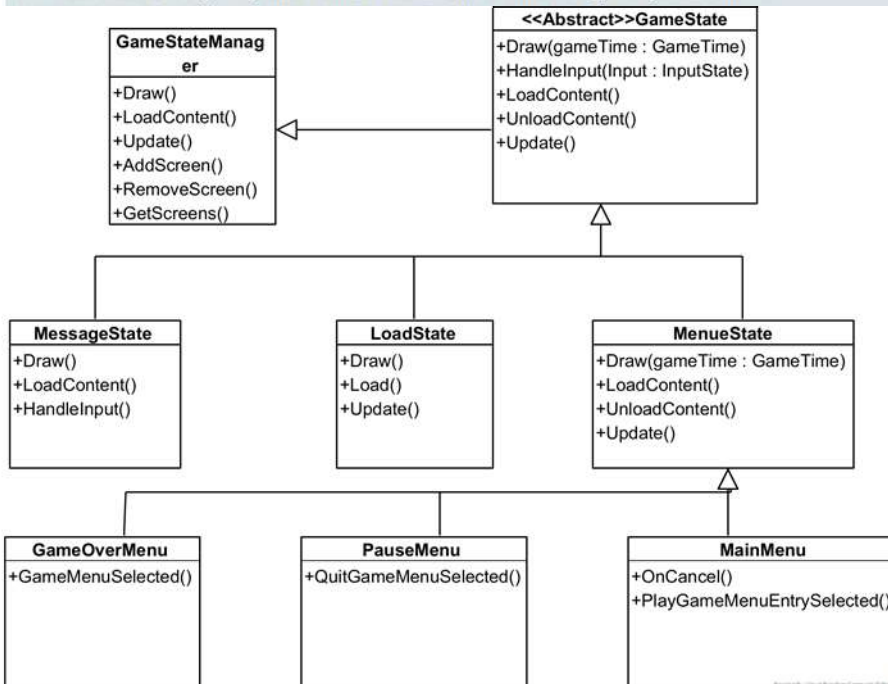 GameStateManag
er
+Draw()
+LoadContent()
+Update()
+AddScreen()
+RemoveScreen()
+GetScreens()
<<Abstract>>GameState
+Draw(gameTime : GameTime)
+HandleInput(Input : InputState)
+LoadContent()
+UnloadContent()
+Update()
MessageState
+Draw()
+LoadContent()
+HandleInput()
LoadState
+Draw()
+Load()
+Update()
MenueState
+Draw(gameTime : GameTime)
+LoadContent()
+UnloadContent()
+Update()
GameOverMenu
+GameMenuSelected()
PauseMenu
+QuitGameMenuSelected()
MainMenu
+OnCancel()
+PlayGameMenuEntrySelected()